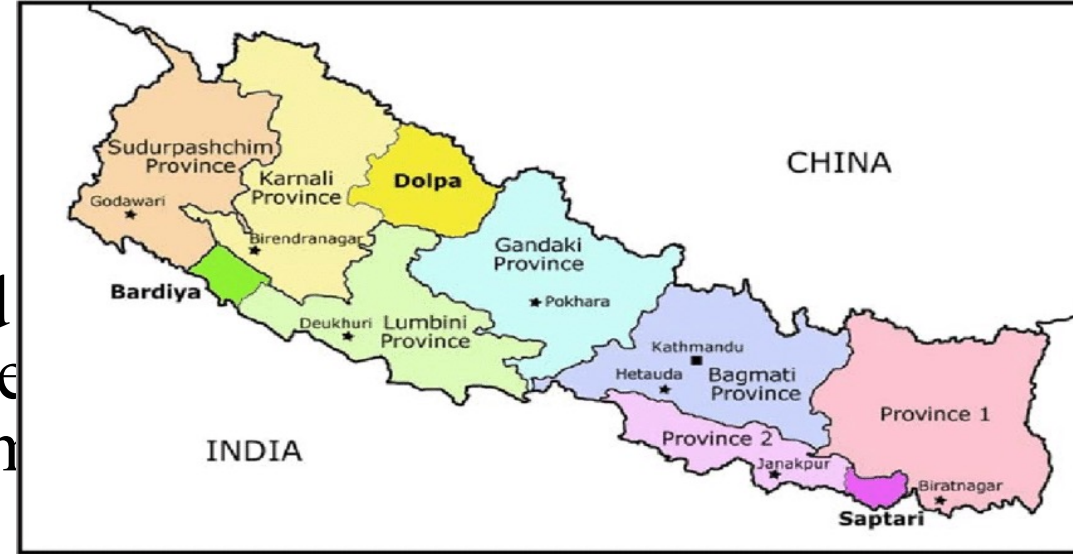 CHINA
Sudurpashchim
Province
Karnali
Province
Dolpa
Godawari
Birendranagar
Gandaki
Province
Bardiya
Pokhara
Deukhuri
Lumbini
Province
Kathmandu
Hetauda
Bagmati
Province
Province 1
INDIA
Province 2
Janakpur
Biratnagar
Saptari